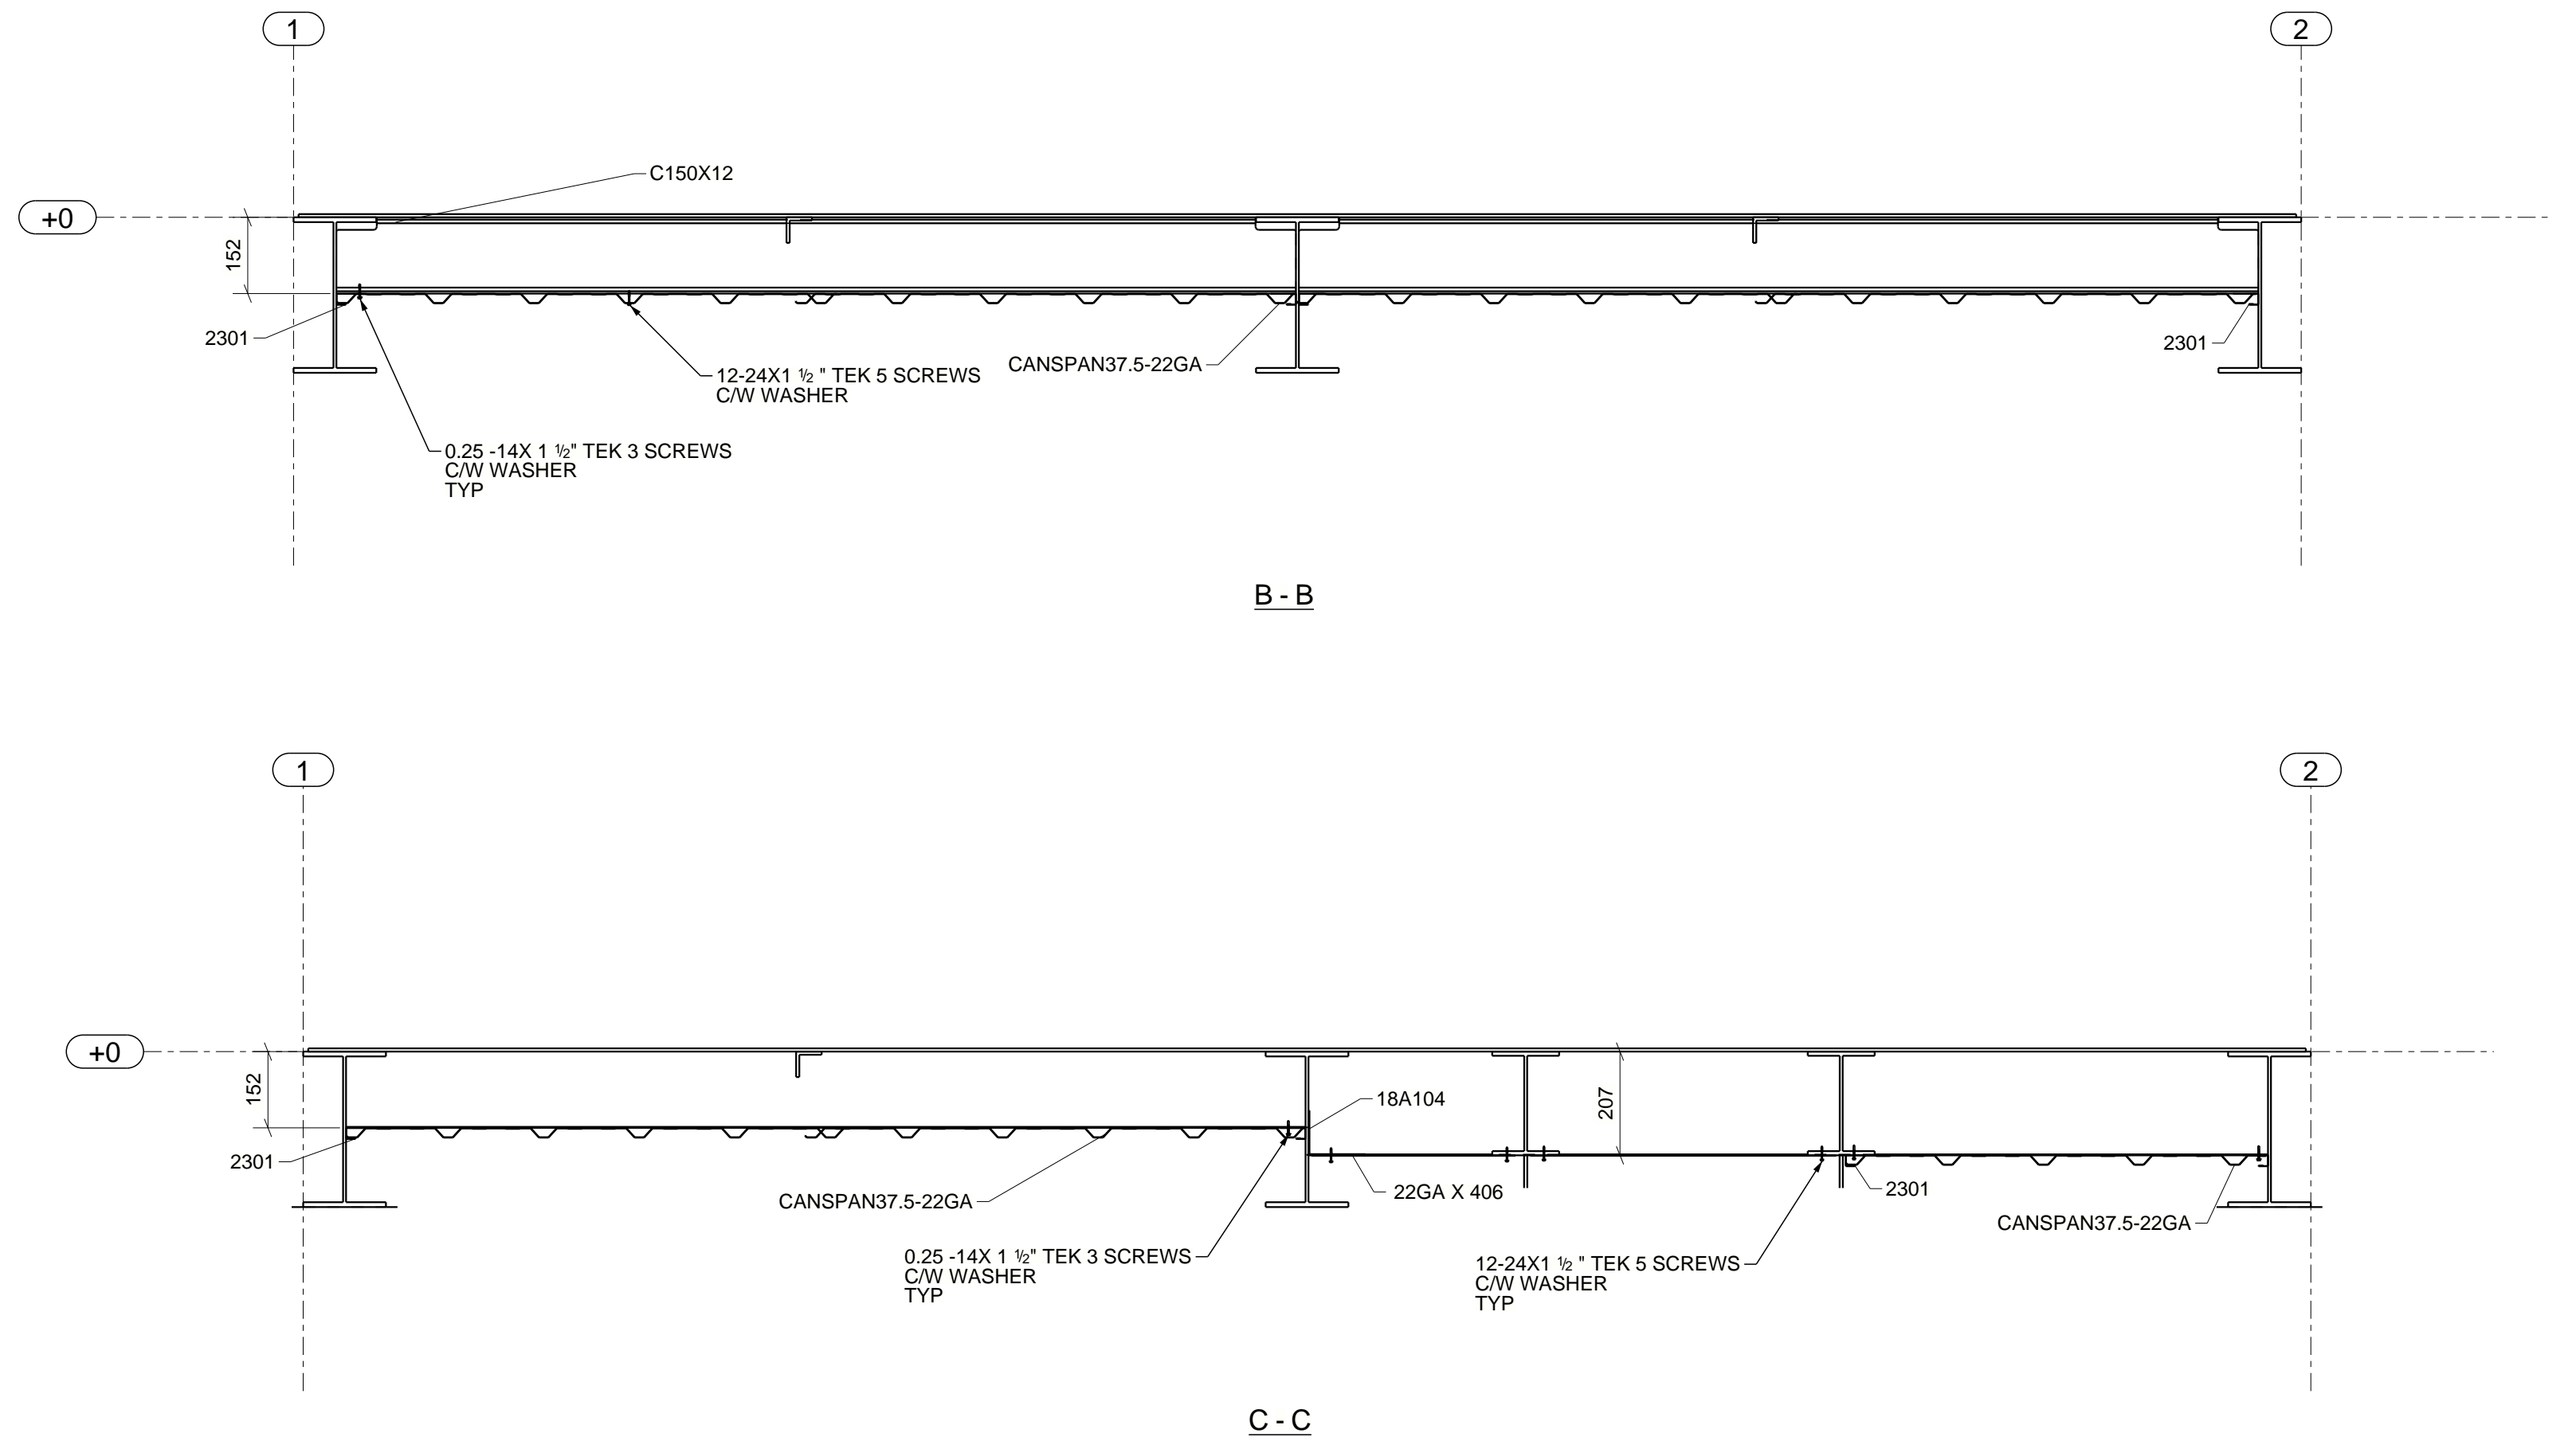 1
2
C150X12
+0
152
2301
2301
CANSPAN37.5-22GA
12-24X1 ½ " TEK 5 SCREWS
C/W WASHER
0.25 -14X 1 ½" TEK 3 SCREWS
C/W WASHER
TYP
B - B
1
2
+0
152
207
18A104
2301
22GA X 406
2301
CANSPAN37.5-22GA
CANSPAN37.5-22GA
0.25 -14X 1 ½" TEK 3 SCREWS
C/W WASHER
TYP
12-24X1 ½ " TEK 5 SCREWS
C/W WASHER
TYP
C - C